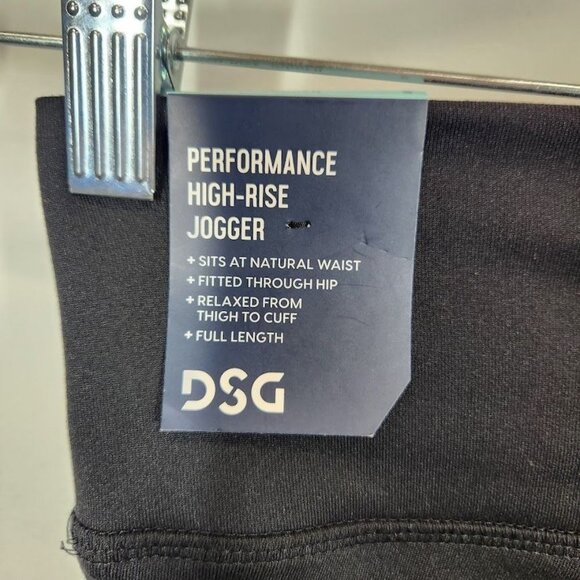 PERFORMANCE
HIGH-RISE
JOGGER
+ SITS AT NATURAL WAIST
+ FITTED THROUGH HIP
+ RELAXED FROM
THIGH TO CUFF
+ FULL LENGTH
DSG